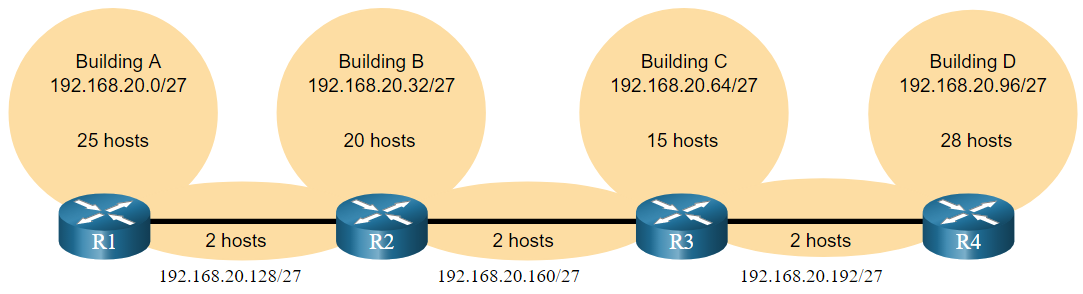 Building A
192.168.20.0/27
25 hosts
Building B
192.168.20.32/27
20 hosts
Building C
192.168.20.64/27
15 hosts
Building D
192.168.20.96/27
28 hosts
R1
2 hosts
R2
2 hosts
R3
2 hosts
R4
192.168.20.128/27
192.168.20.160/27
192.168.20.192/27